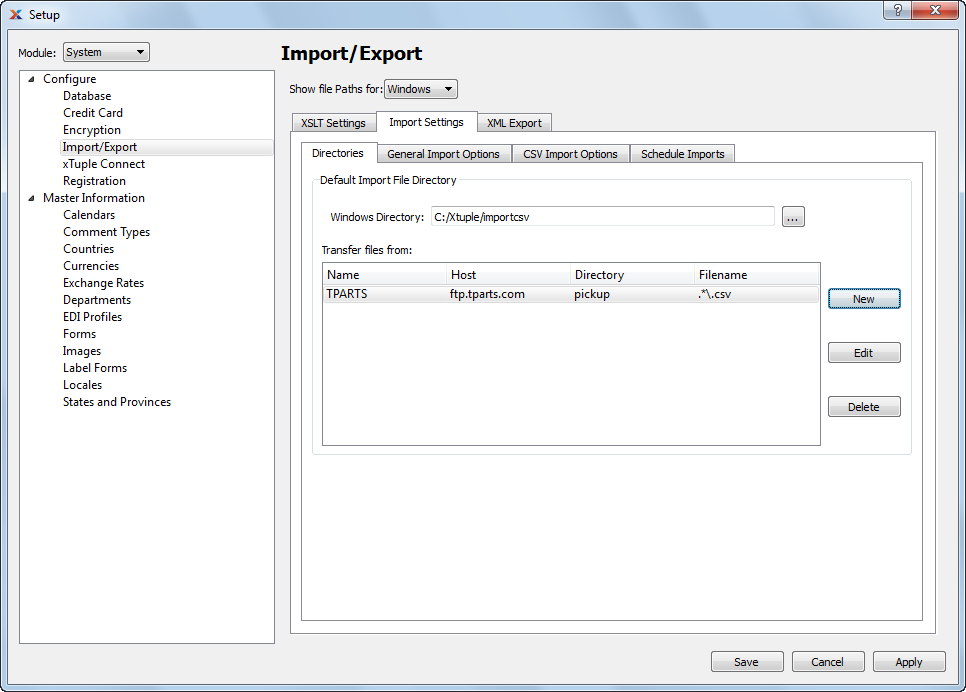 Setup
?
Module: System
Configure
Database
Credit Card
Encryption
Import/Export
xTuple Connect
Registration
Master Information
Calendars
Comment Types
Countries
Currencies
Exchange Rates
Departments
EDI Profiles
Forms
Images
Label Forms
Locales
States and Provinces
Import/Export
Show file Paths for: Windows
XSLT Settings Import Settings XML Export
Directories General Import Options CSV Import Options Schedule Imports
Default Import File Directory
Windows Directory: C:/Xtuple/importcsv ...
Transfer files from:
Name Host Directory Filename
TPARTS ftp.tparts.com pickup .*\.csv
New
Edit
Delete
Save Cancel Apply